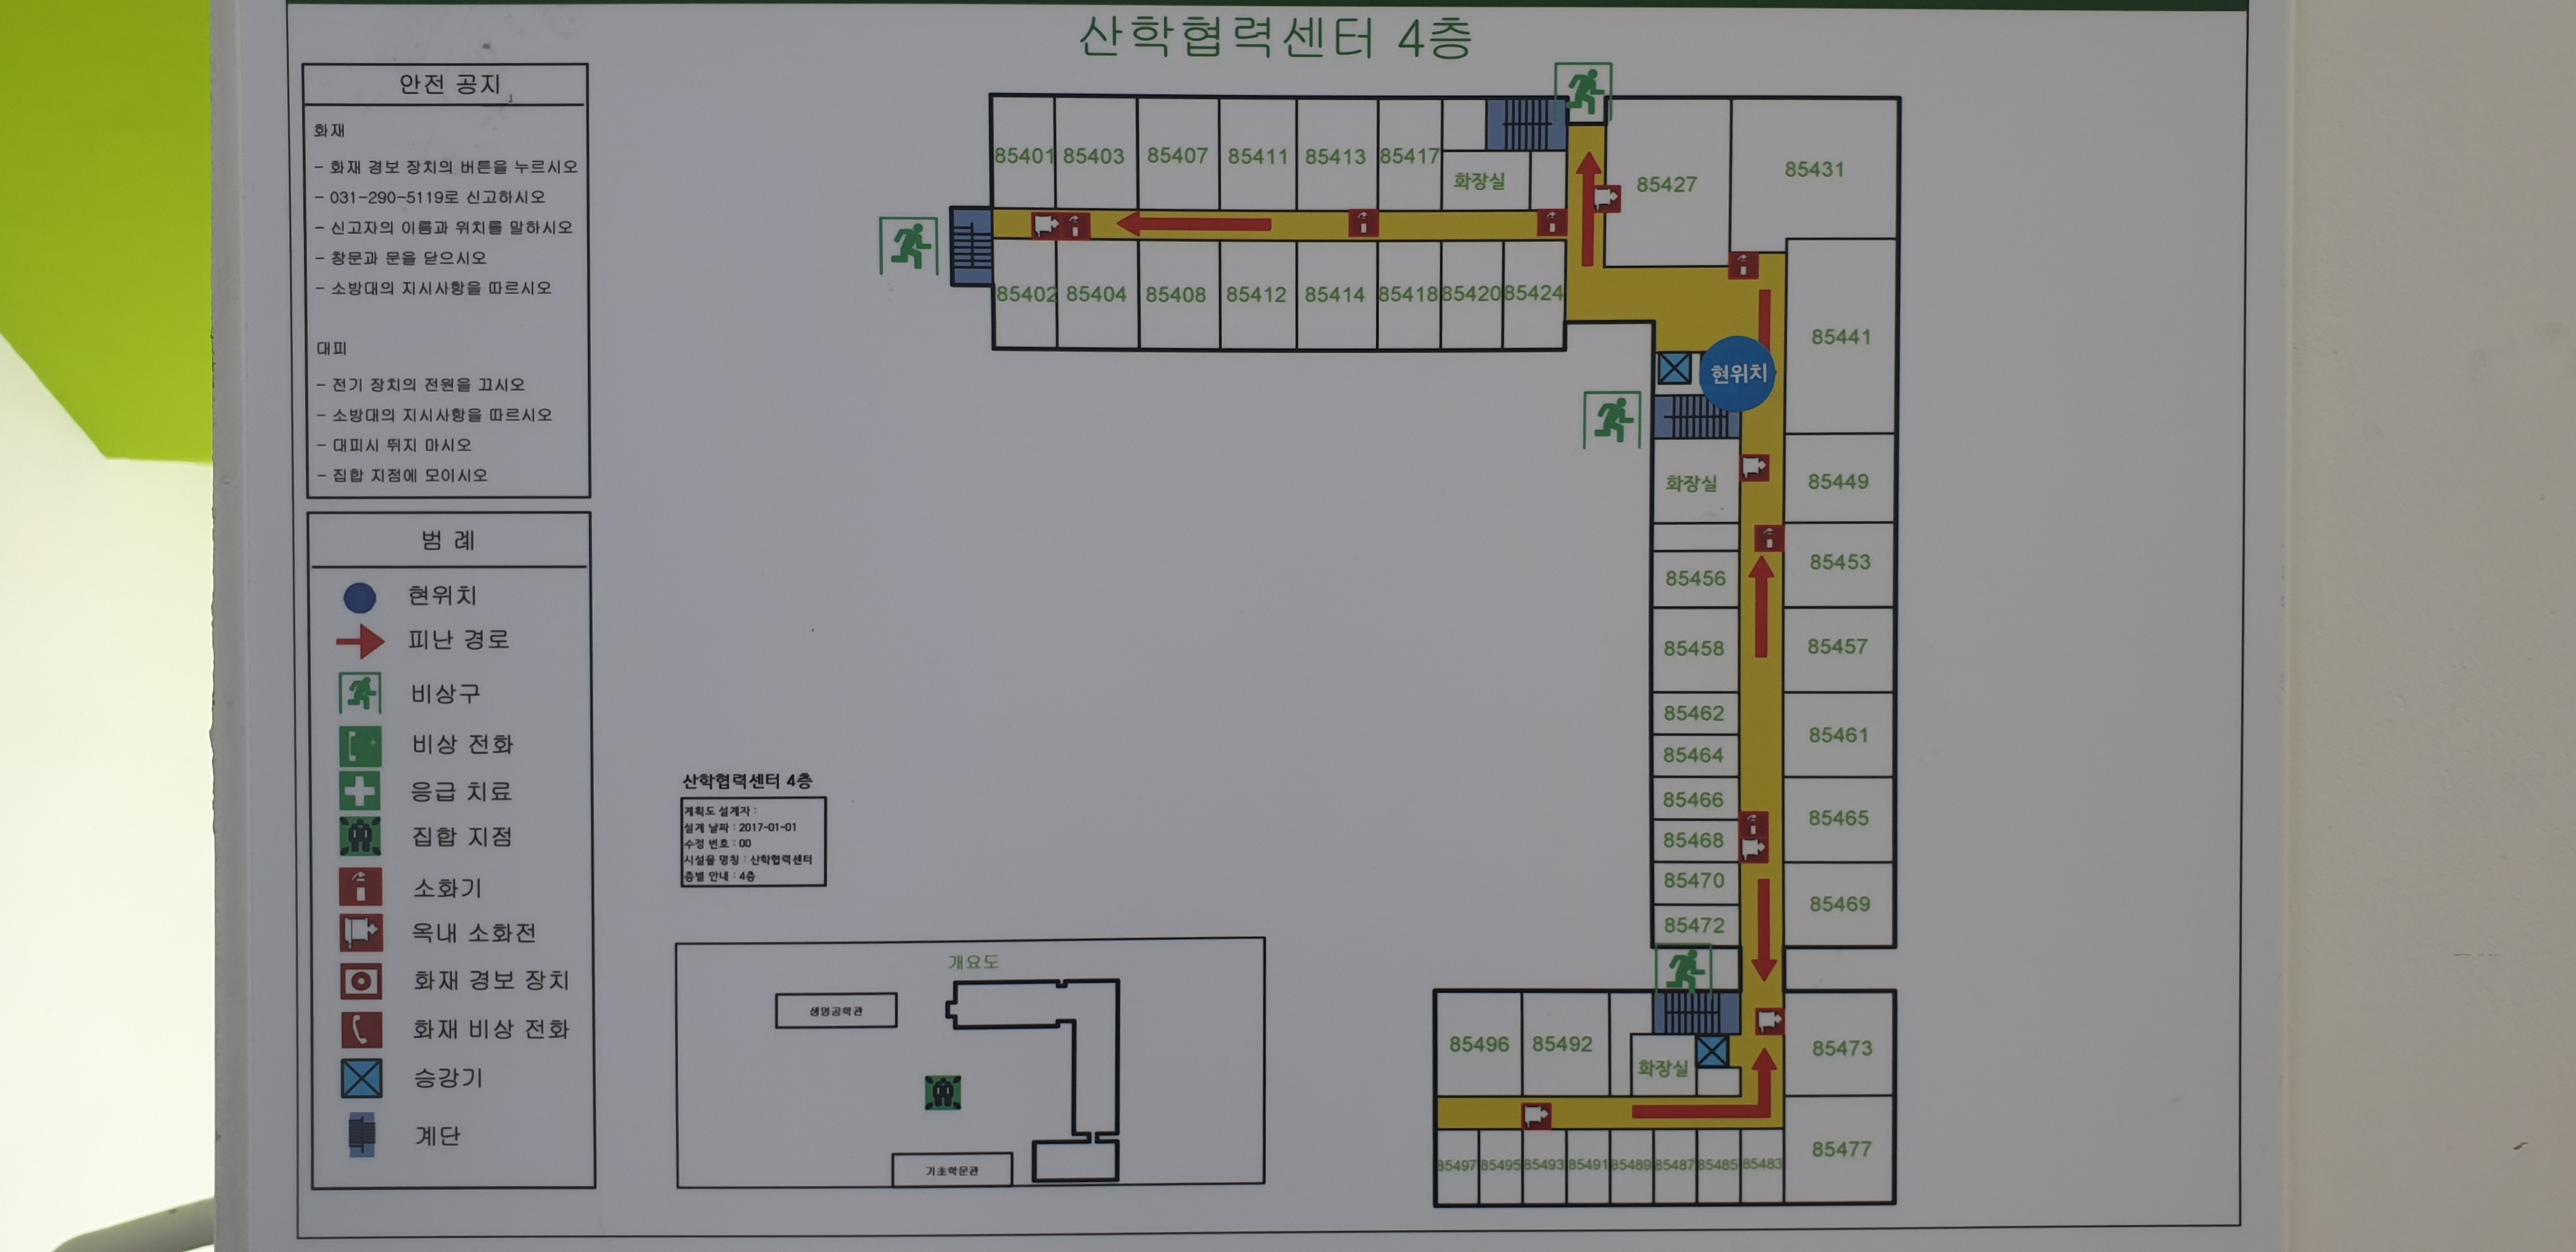 산학협력센터 4층
안전 공지
화재
- 화재 경보 장치의 버튼을 누르시오
- 031-290-5119로 신고하시오
- 신고자의 이름과 위치를 말하시오
- 창문과 문을 닫으시오
- 소방대의 지시사항을 따르시오
대피
- 전기 장치의 전원을 끄시오
- 소방대의 지시사항을 따르시오
- 대피시 뛰지 마시오
- 집합 지점에 모이시오
범 례
현위치
피난 경로
비상구
비상 전화
응급 치료
집합 지점
소화기
옥내 소화전
화재 경보 장치
화재 비상 전화
승강기
계단
85401 85403 85407 85411 85413 85417
화장실
85427
85431
85402 85404 85408 85412 85414 85418 85420 85424
85441
현위치
화장실
85449
85453
85456
85458
85457
85462
85461
85464
85466
85465
85468
85470
85469
85472
85496 85492
화장실
85473
85477
85497 85495 85493 85491 85489 85487 85485 85483
산학협력센터 4층
계획도 설계자 :
설계 날짜 : 2017-01-01
수정 번호 : 00
시설물 명칭 : 산학협력센터
층별 안내 : 4층
개요도
생명공학관
기초학문관